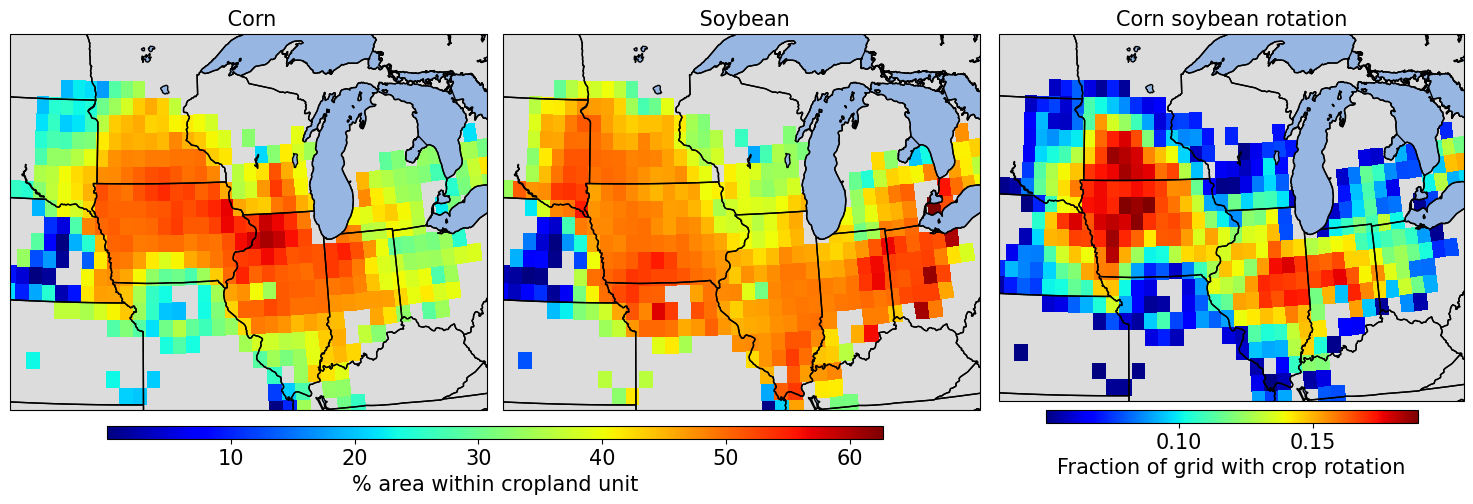 Corn
Soybean
Corn soybean rotation
10 20 30 40 50 60
% area within cropland unit
0.10 0.15
Fraction of grid with crop rotation